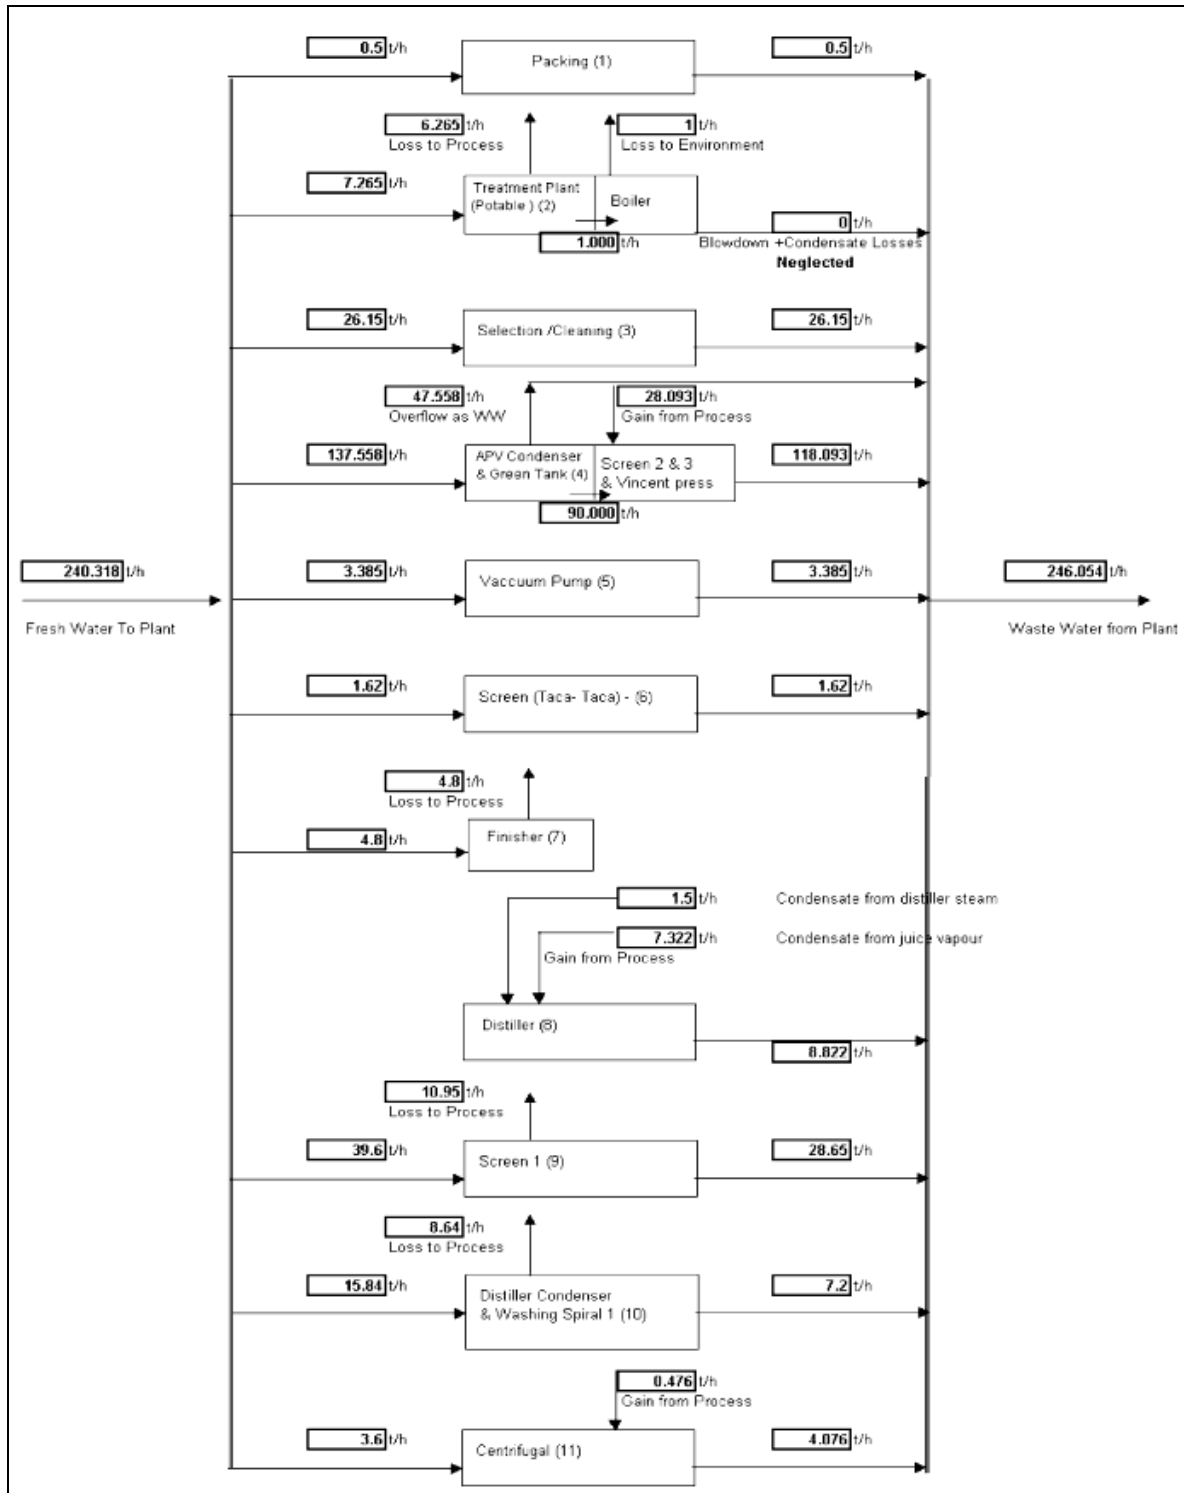 0.5 t/h
0.5 t/h
Packing (1)
6.265 t/h
1 t/h
Loss to Process
Loss to Environment
7.265 t/h
Treatment Plant
(Potable ) (2)
Boiler
0 t/h
1.000 t/h
Blowdown +Condensate Losses
Neglected
26.15 t/h
26.15 t/h
Selection /Cleaning (3)
47.558 t/h
28.093 t/h
Overflow as WW
Gain from Process
137.558 t/h
118.093 t/h
APV Condenser
& Green Tank (4)
Screen 2 & 3
& Vincent press
90.000 t/h
240.318 t/h
3.385 t/h
3.385 t/h
246.054 t/h
Vaccuum Pump (5)
Fresh Water To Plant
Waste Water from Plant
1.62 t/h
1.62 t/h
Screen (Taca- Taca) - (6)
4.8 t/h
Loss to Process
4.8 t/h
Finisher (7)
1.5 t/h
Condensate from distiller steam
7.322 t/h
Condensate from juice vapour
Gain from Process
Distiller (8)
8.822 t/h
10.95 t/h
Loss to Process
39.6 t/h
28.65 t/h
Screen 1 (9)
8.64 t/h
Loss to Process
15.84 t/h
7.2 t/h
Distiller Condenser
& Washing Spiral 1 (10)
0.476 t/h
Gain from Process
3.6 t/h
4.076 t/h
Centrifugal (11)